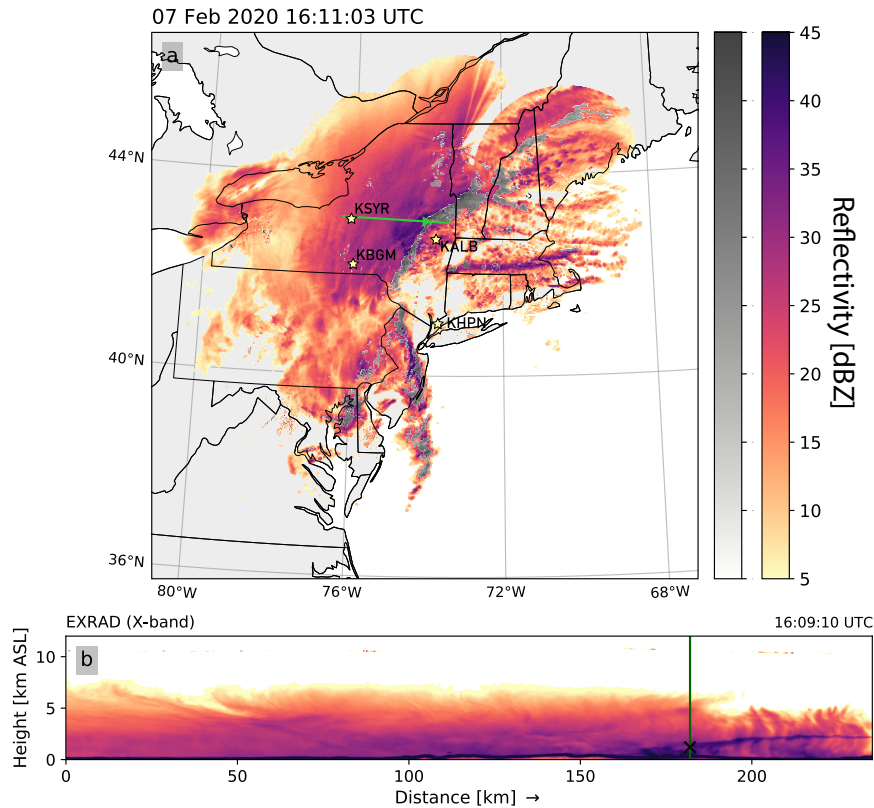 07 Feb 2020 16:11:03 UTC
a
45
40
35
30
25
20
15
10
5
Reflectivity [dBZ]
44°N
40°N
36°N
KSYR
KBGM
KALB
KHPN
80°W
76°W
72°W
68°W
EXRAD (X-band)
16:09:10 UTC
b
Height [km ASL]
10
5
0
0
50
100
150
200
Distance [km] →